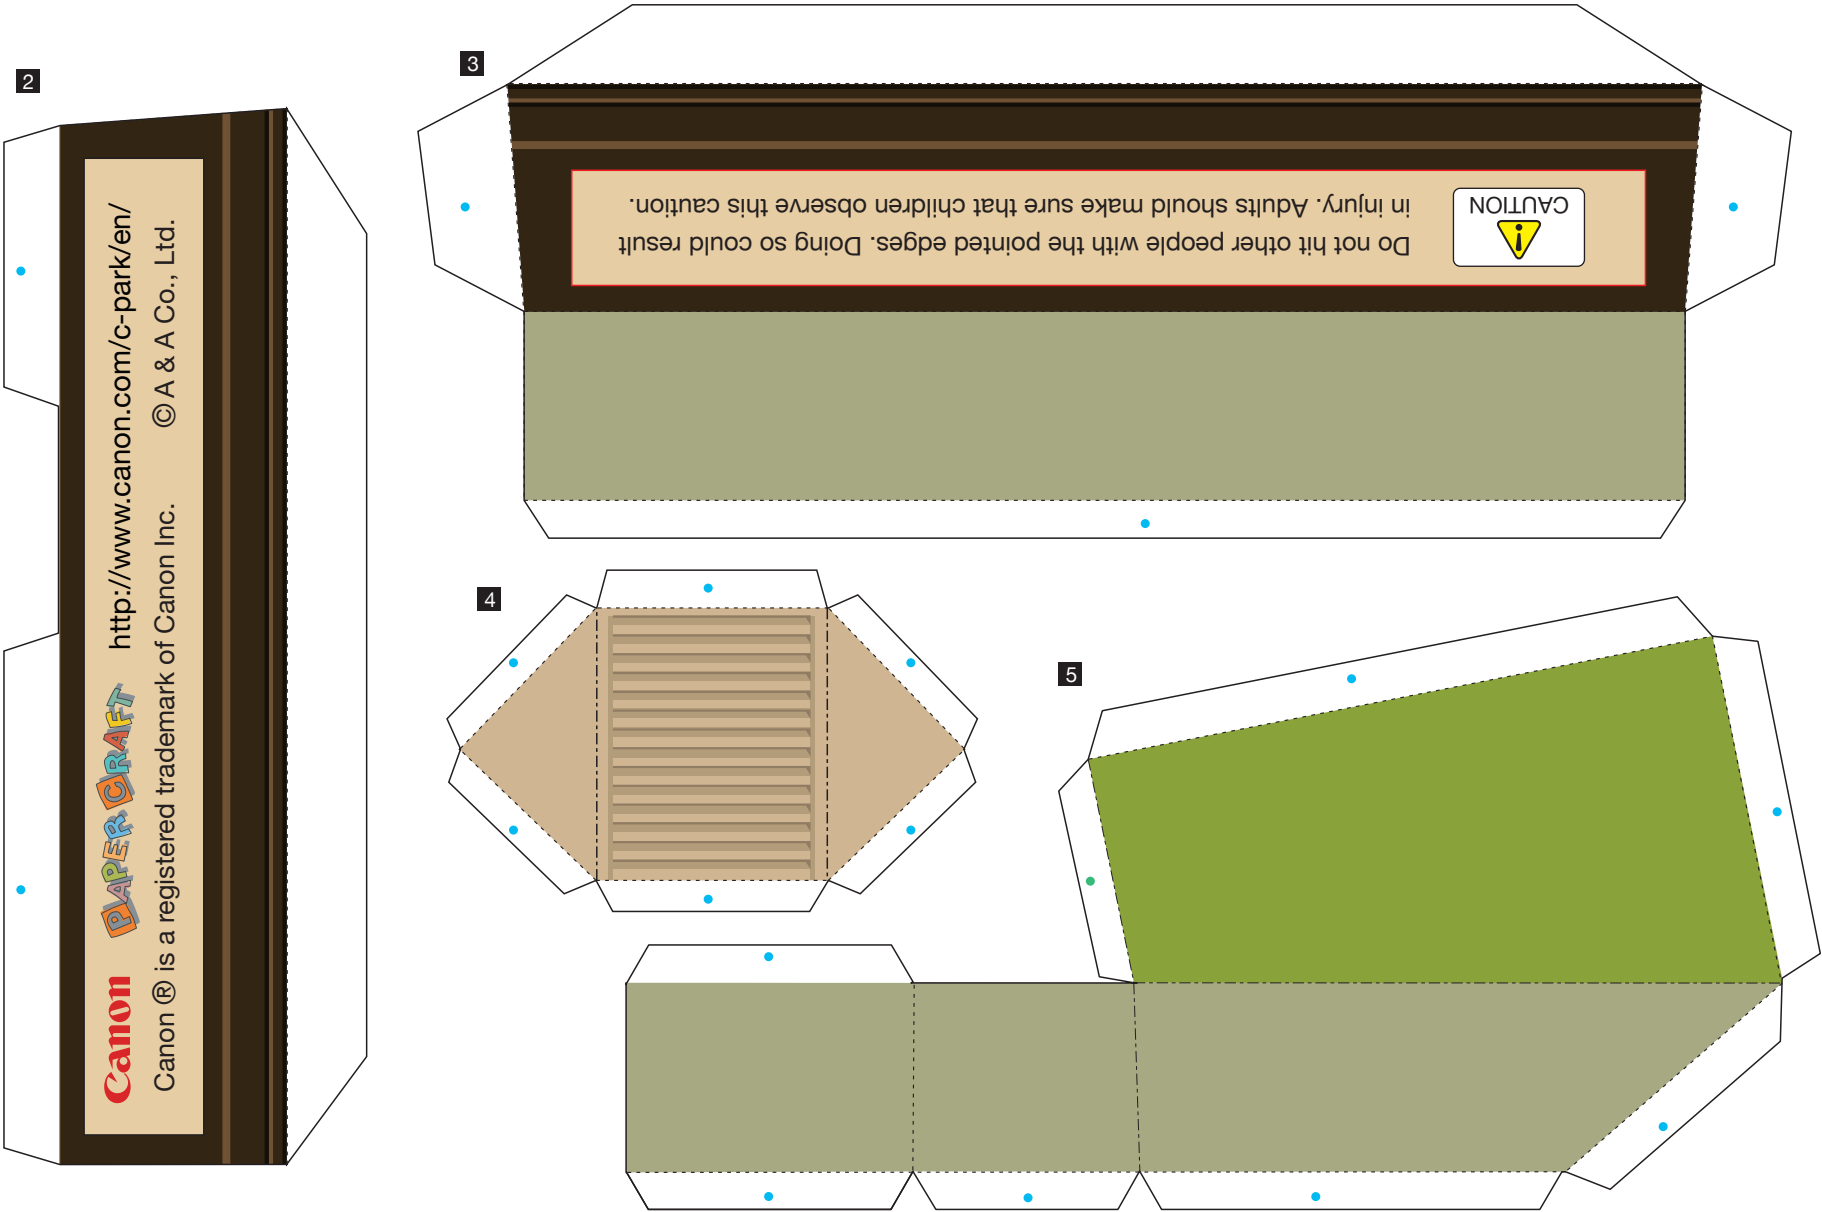 2
Canon PAPER CRAFT http://www.canon.com/c-park/en/
Canon ® is a registered trademark of Canon Inc. © A & A Co., Ltd.
3
CAUTION
Do not hit other people with the pointed edges. Doing so could result
in injury. Adults should make sure that children observe this caution.
4
5